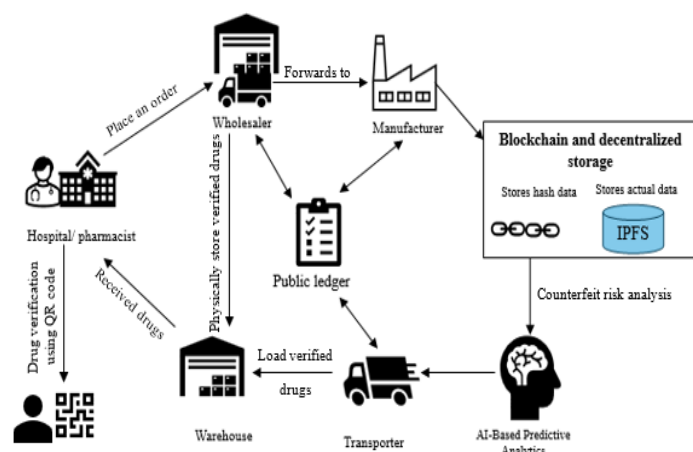 Place an order
Forwards to
Wholesaler
Manufacturer
Blockchain and decentralized
storage
Stores hash data
Stores actual data
IPFS
Hospital/ pharmacist
Physically store verified drugs
Public ledger
Received drugs
Drug verification
using QR code
Counterfeit risk analysis
Load verified
drugs
Warehouse
Transporter
AI-Based Predictive
Analytics